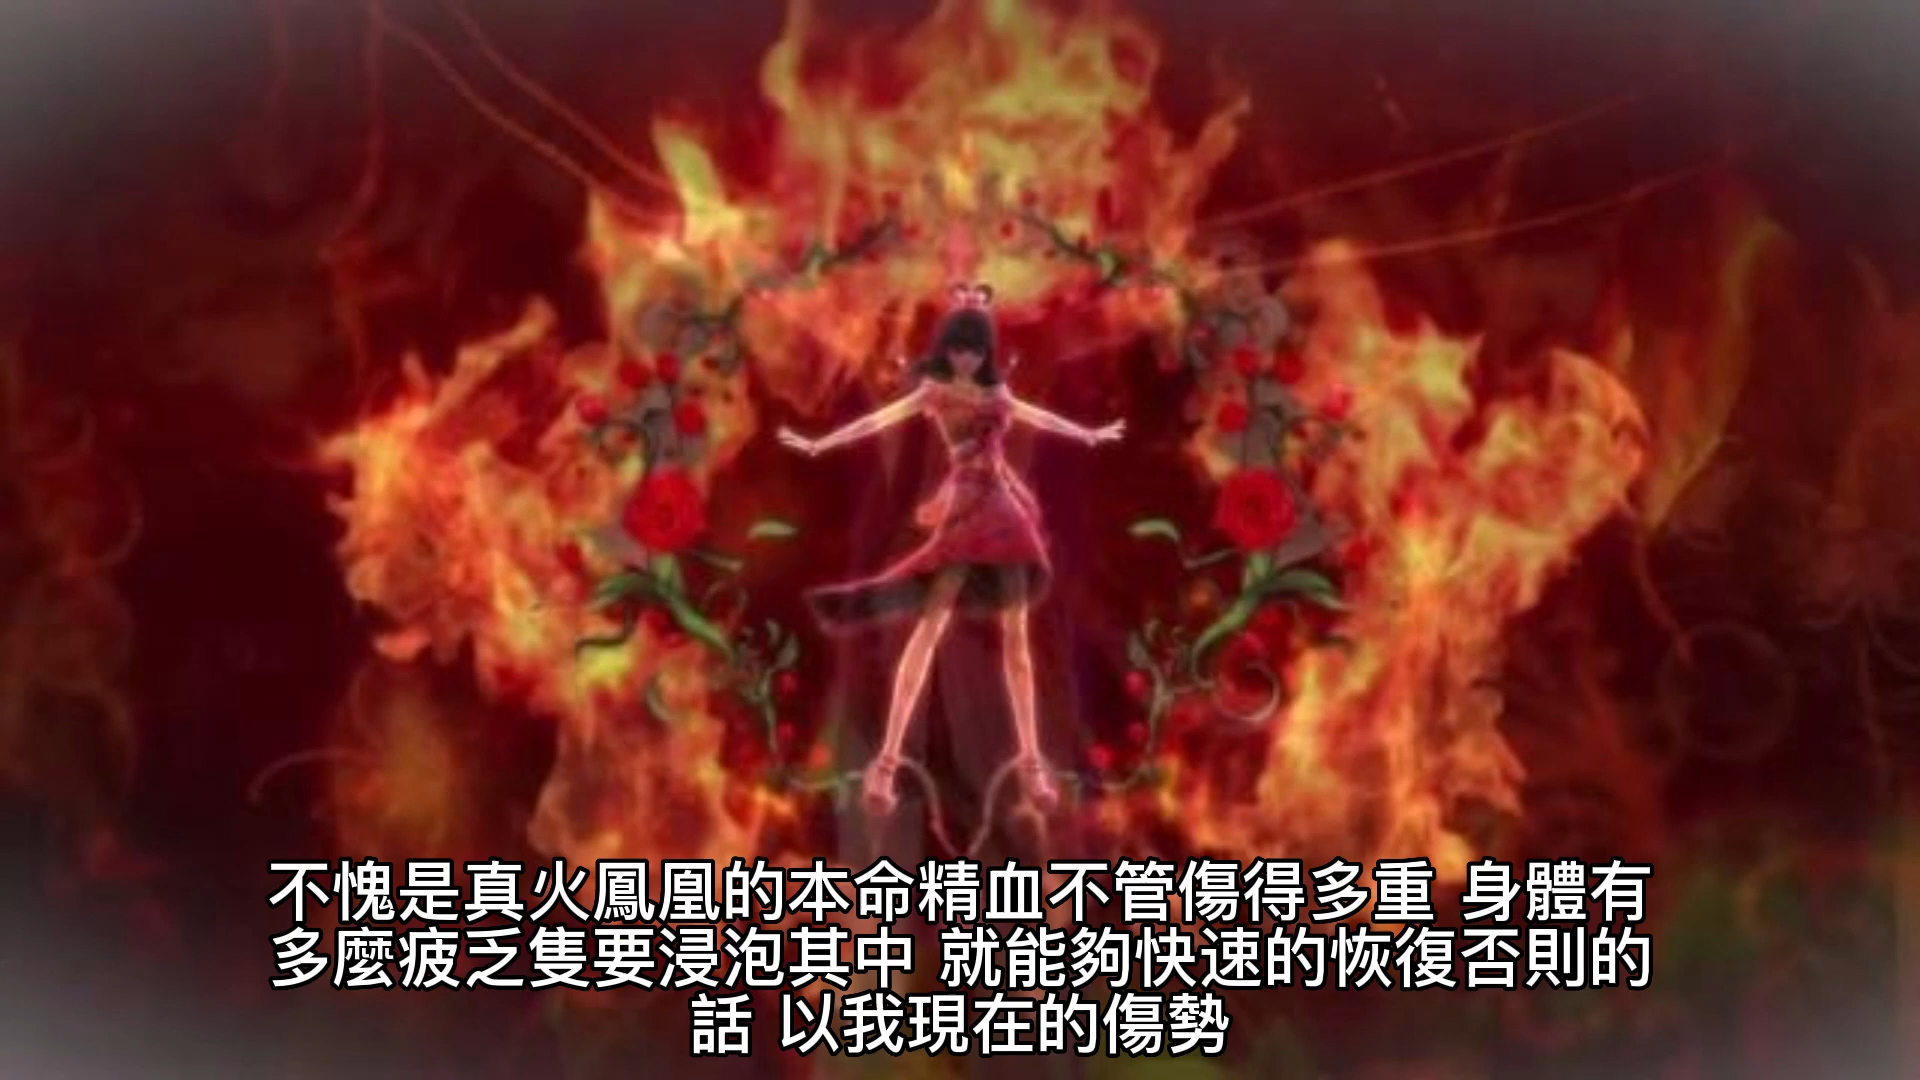 不愧是真火鳳凰的本命精血不管傷得多重 身體有
多麼疲乏隻要浸泡其中 就能夠快速的恢復否則的
話 以我現在的傷勢